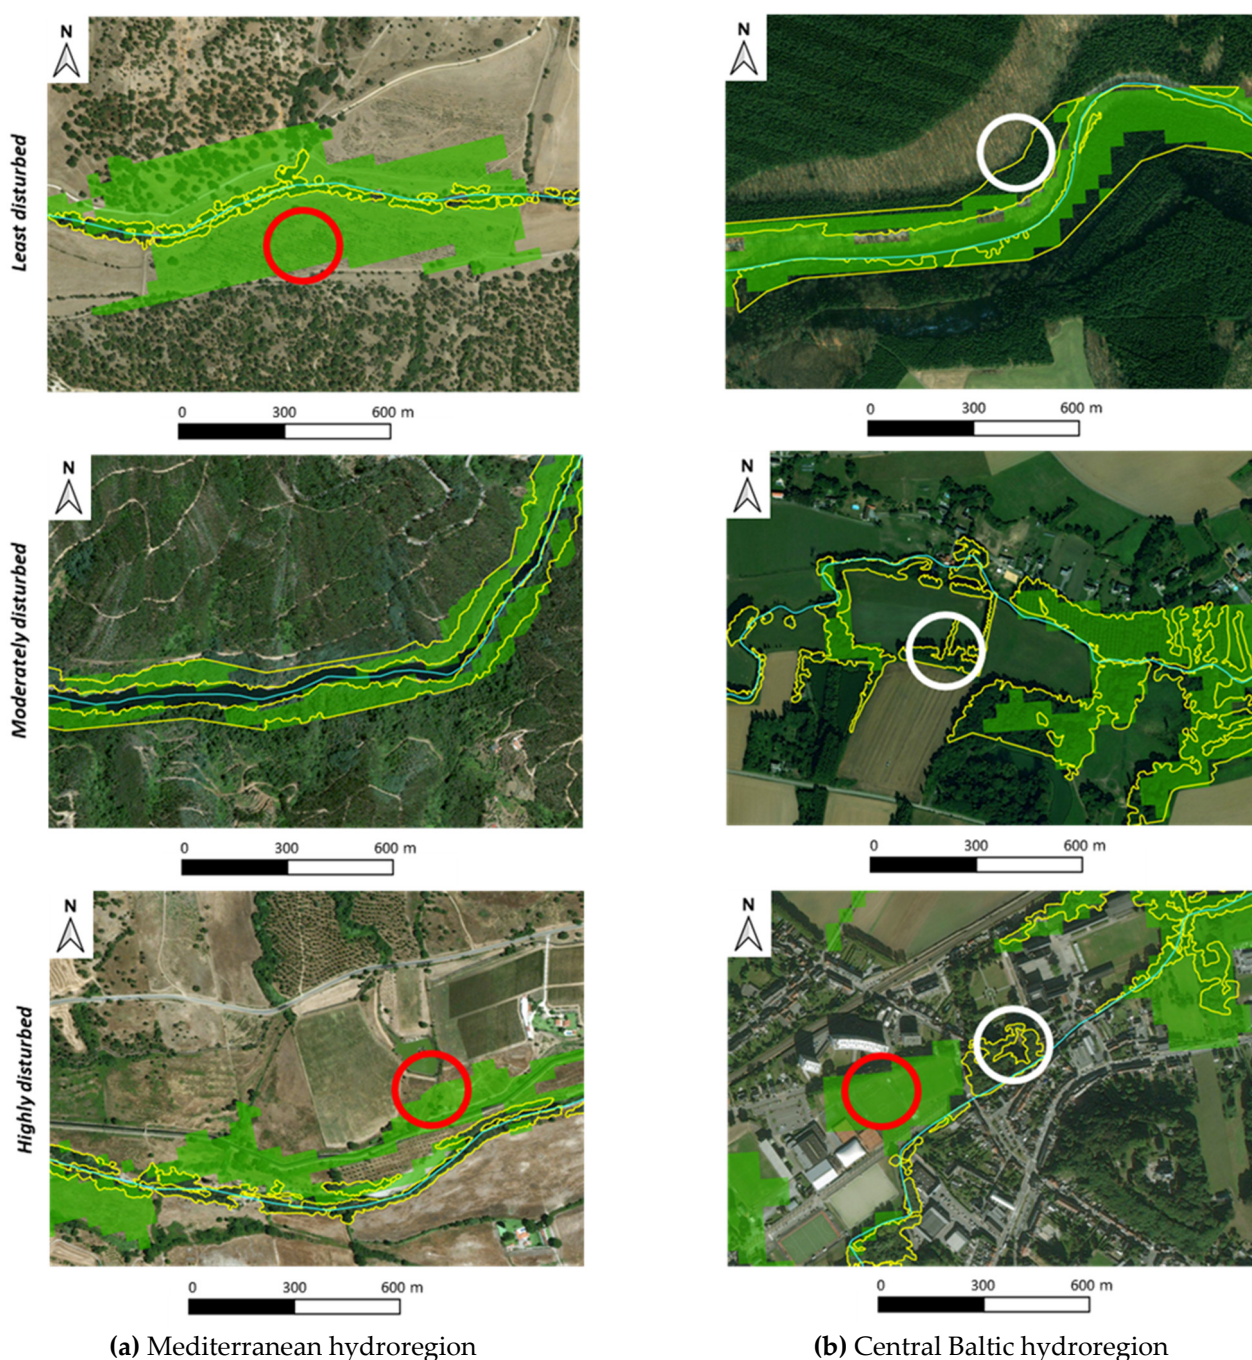 N
N
Least disturbed
0 300 600 m
0 300 600 m
N
N
Moderately disturbed
0 300 600 m
0 300 600 m
N
N
Highly disturbed
0 300 600 m
0 300 600 m
(a) Mediterranean hydroregion
(b) Central Baltic hydroregion